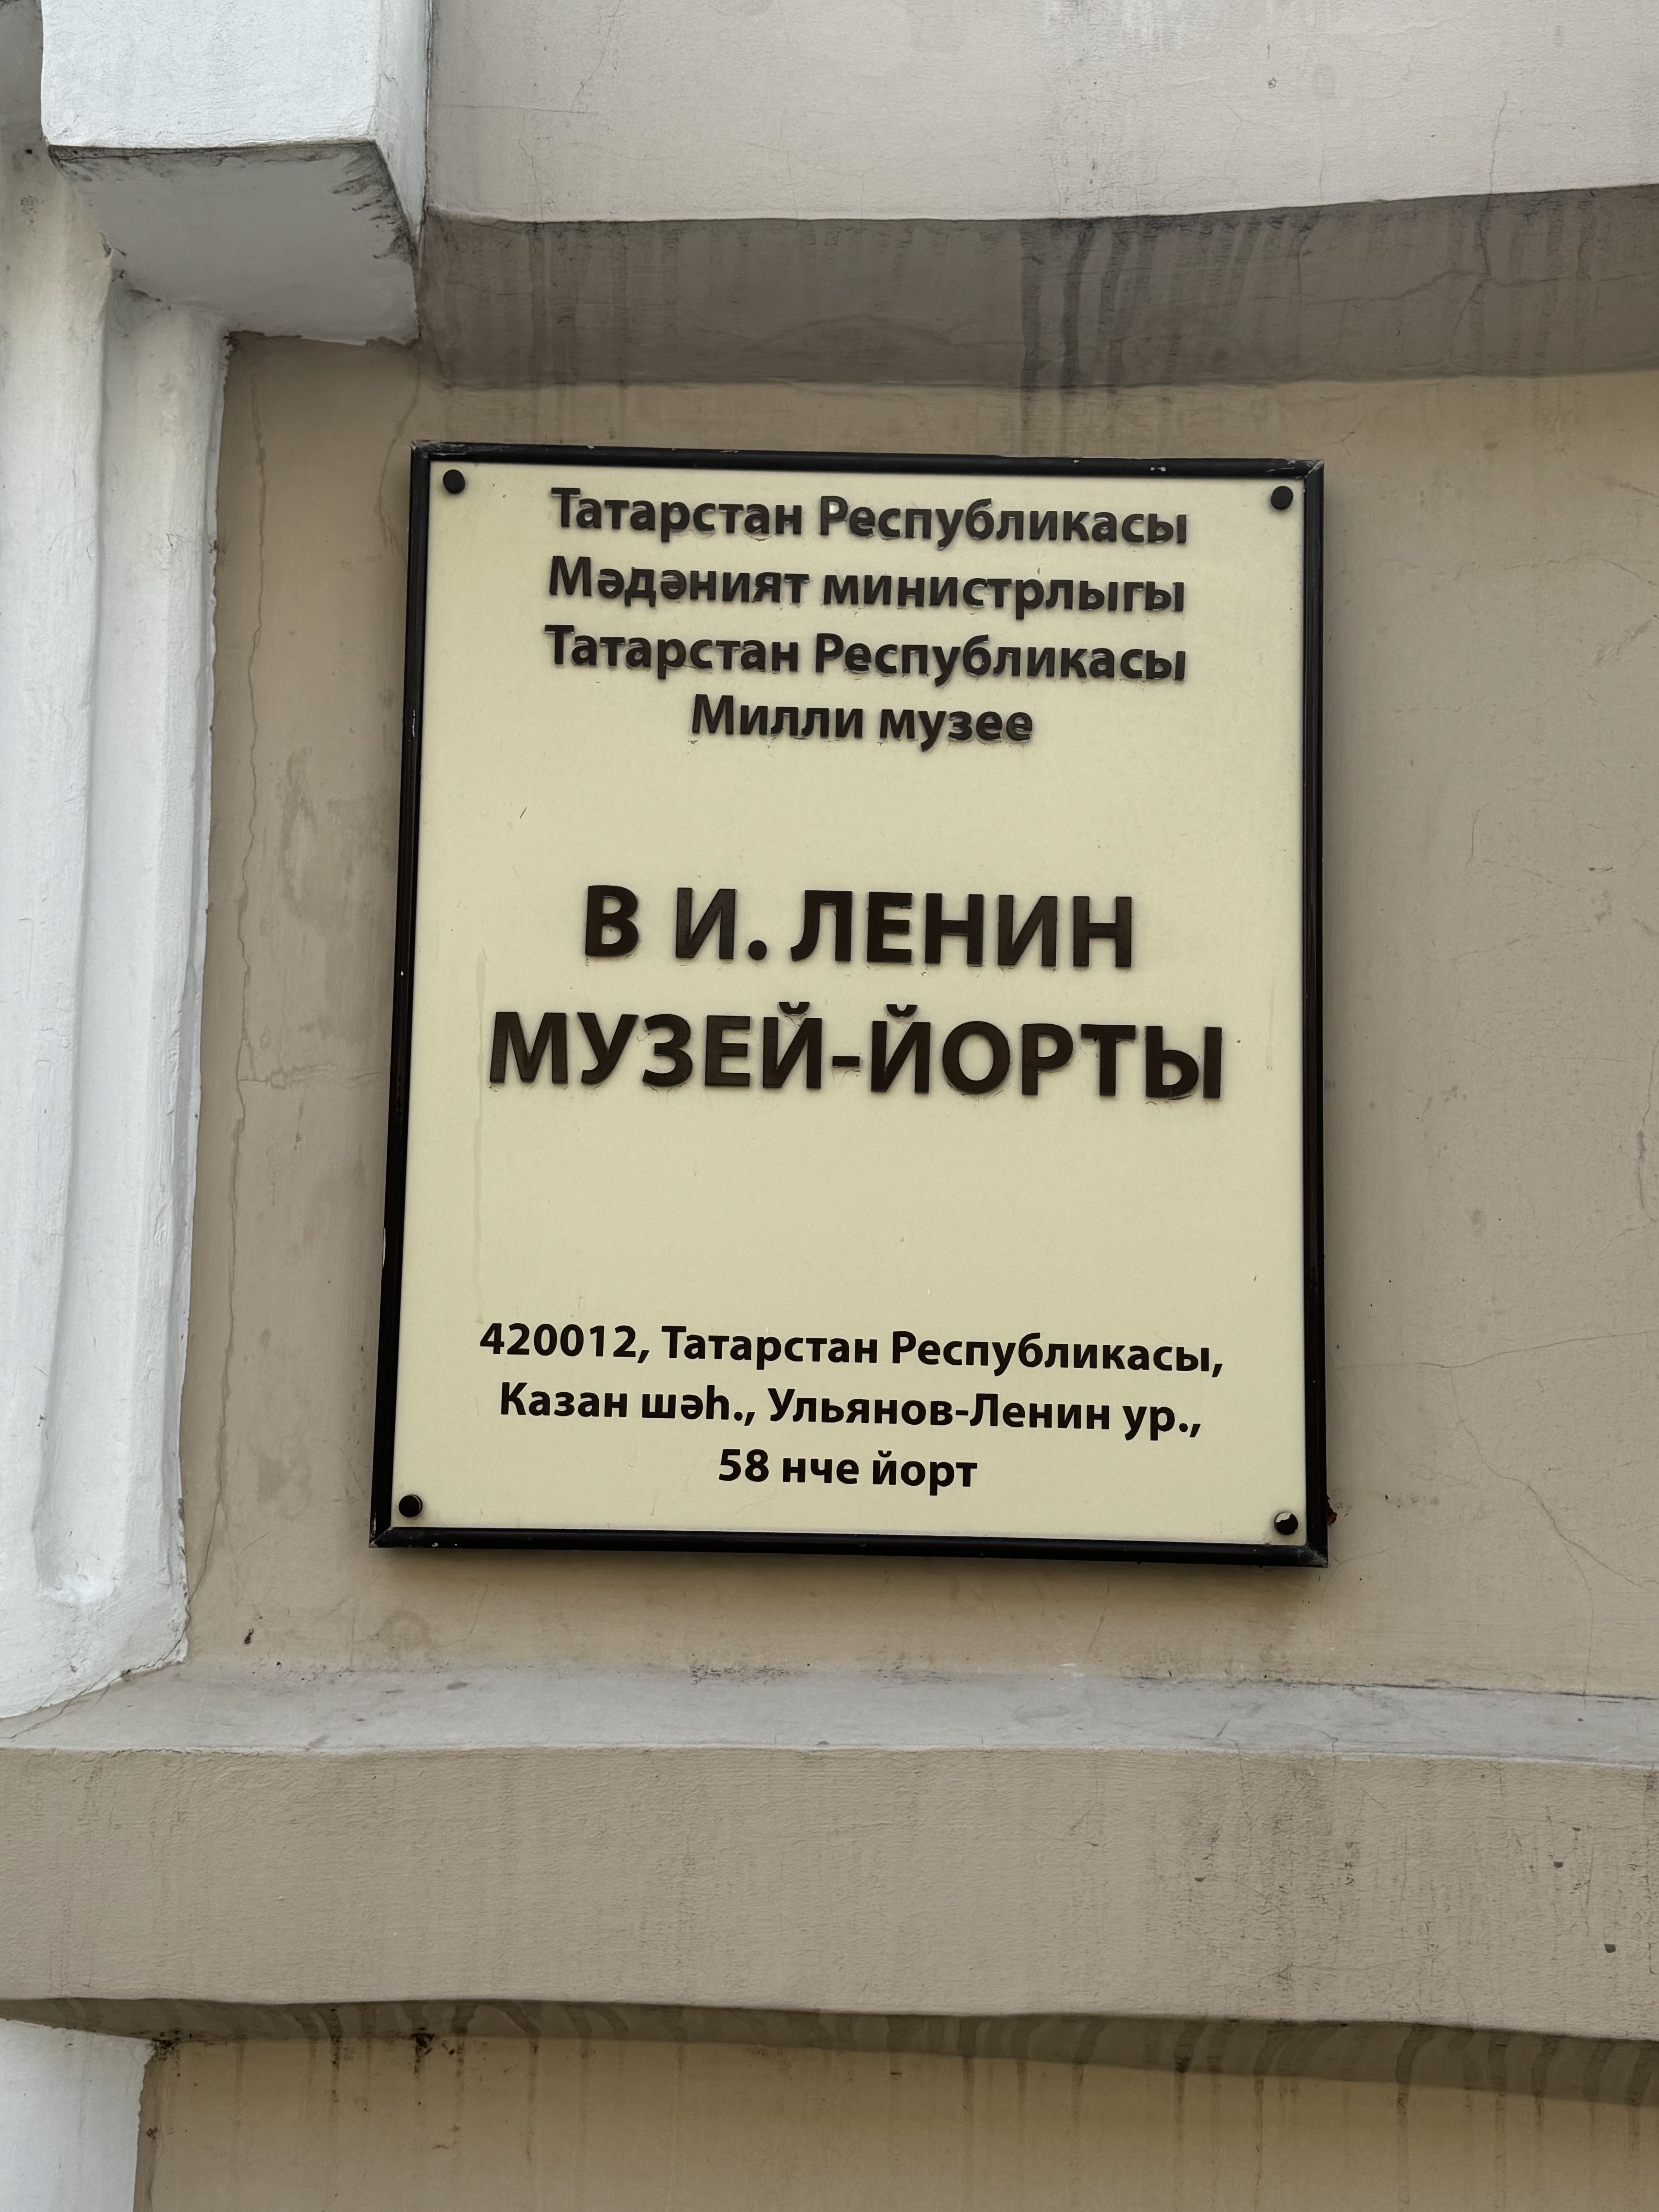 Татарстан Республикасы
Мәдәният министрлыгы
Татарстан Республикасы
Милли музее
В И. ЛЕНИН
МУЗЕЙ-ЙОРТЫ
420012, Татарстан Республикасы,
Казан шәһ., Ульянов-Ленин ур.,
58 нче йорт